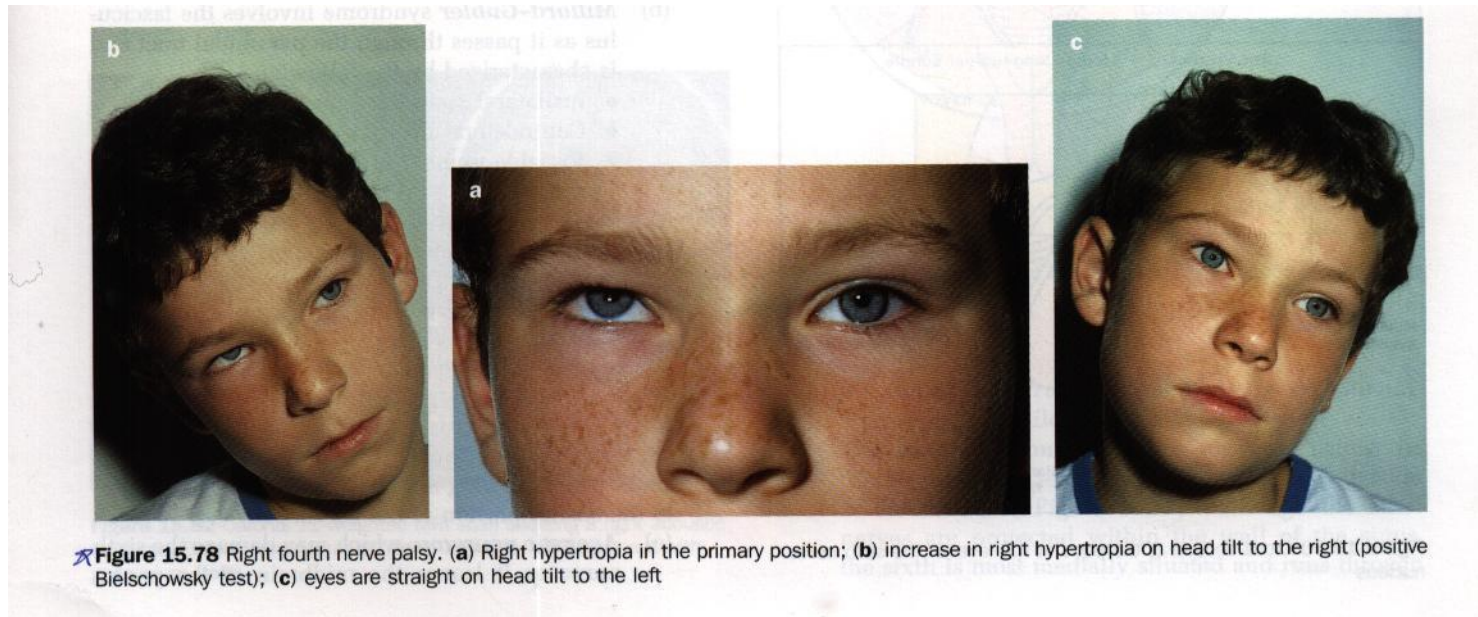 b
a
c
Figure 15.78 Right fourth nerve palsy. (a) Right hypertropia in the primary position; (b) increase in right hypertropia on head tilt to the right (positive
Bielschowsky test); (c) eyes are straight on head tilt to the left